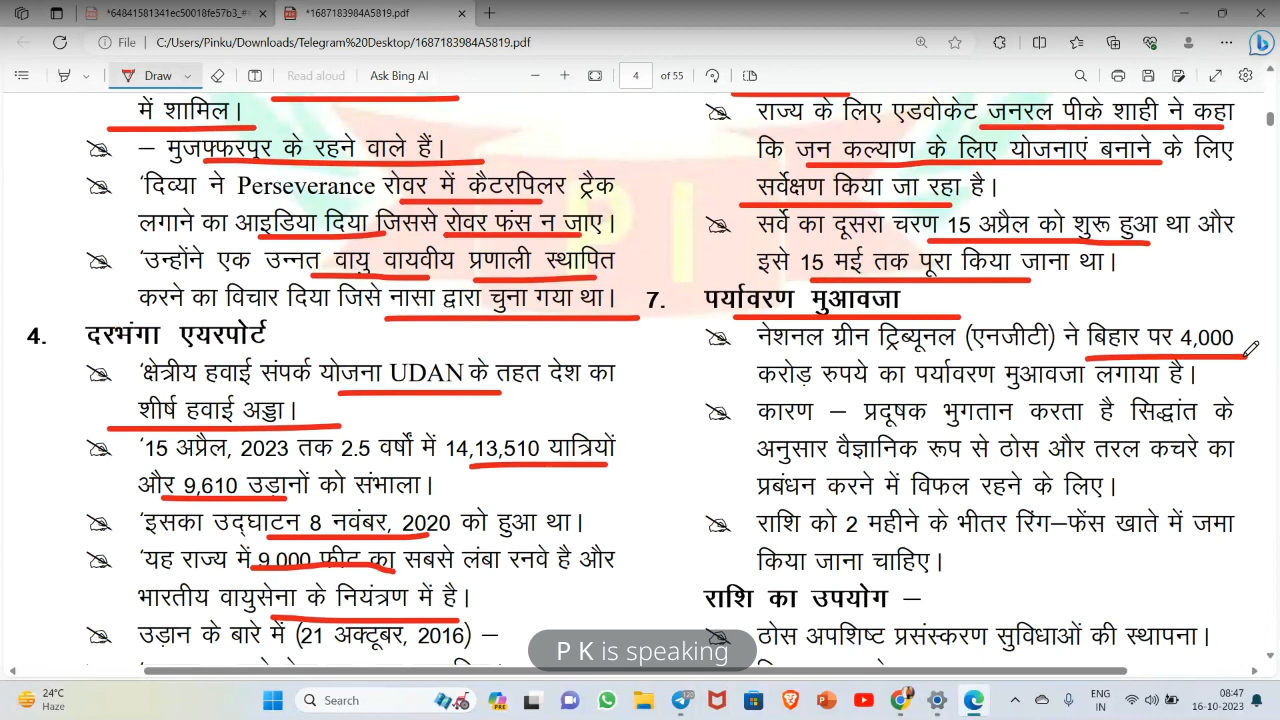 *64841581341ec50018fe57b3_#
*1687183984A5819.pdf
File C:/Users/Pinku/Downloads/Telegram%20Desktop/1687183984A5819.pdf
Draw Read aloud Ask Bing AI 4 of 55
में शामिल।
– मुजफ्फरपुर के रहने वाले हैं।
'दिव्या ने Perseverance रोवर में कैटरपिलर ट्रैक
लगाने का आइडिया दिया जिससे रोवर फंस न जाए।
'उन्होंने एक उन्नत वायु वायवीय प्रणाली स्थापित
करने का विचार दिया जिसे नासा द्वारा चुना गया था।
4. दरभंगा एयरपोर्ट
'क्षेत्रीय हवाई संपर्क योजना UDAN के तहत देश का
शीर्ष हवाई अड्डा।
'15 अप्रैल, 2023 तक 2.5 वर्षों में 14,13,510 यात्रियों
और 9,610 उड़ानों को संभाला।
'इसका उद्घाटन 8 नवंबर, 2020 को हुआ था।
'यह राज्य में 9,000 फीट का सबसे लंबा रनवे है और
भारतीय वायुसेना के नियंत्रण में है।
उड़ान के बारे में (21 अक्टूबर, 2016) –
राज्य के लिए एडवोकेट जनरल पीके शाही ने कहा
कि जन कल्याण के लिए योजनाएं बनाने के लिए
सर्वेक्षण किया जा रहा है।
सर्वे का दूसरा चरण 15 अप्रैल को शुरू हुआ था और
इसे 15 मई तक पूरा किया जाना था।
7. पर्यावरण मुआवजा
नेशनल ग्रीन ट्रिब्यूनल (एनजीटी) ने बिहार पर 4,000
करोड़ रुपये का पर्यावरण मुआवजा लगाया है।
कारण – प्रदूषक भुगतान करता है सिद्धांत के
अनुसार वैज्ञानिक रूप से ठोस और तरल कचरे का
प्रबंधन करने में विफल रहने के लिए।
राशि को 2 महीने के भीतर रिंग–फेंस खाते में जमा
किया जाना चाहिए।
राशि का उपयोग –
ठोस अपशिष्ट प्रसंस्करण सुविधाओं की स्थापना।
P K is speaking
24°C
Haze
Search
ENG
IN
08:47
-10-2023